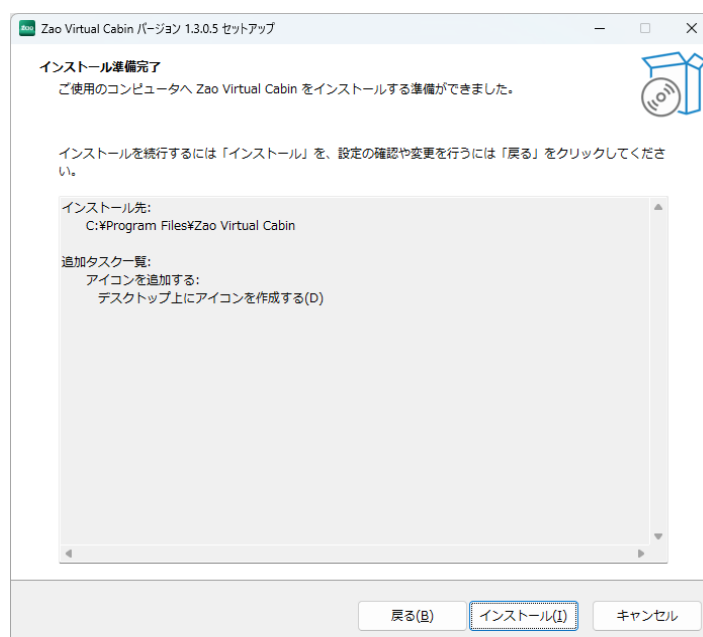 Zao Virtual Cabin バージョン 1.3.0.5 セットアップ
インストール準備完了
ご使用のコンピュータへ Zao Virtual Cabin をインストールする準備ができました。
インストールを続行するには「インストール」を、設定の確認や変更を行うには「戻る」をクリックしてくださ
い。
インストール先:
C:¥Program Files¥Zao Virtual Cabin
追加タスク一覧:
アイコンを追加する:
デスクトップ上にアイコンを作成する(D)
戻る(B) インストール(I) キャンセル